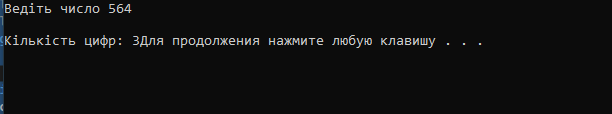 Ведіть число 564
Кількість цифр: 3Для продолжения нажмите любую клавишу . . .